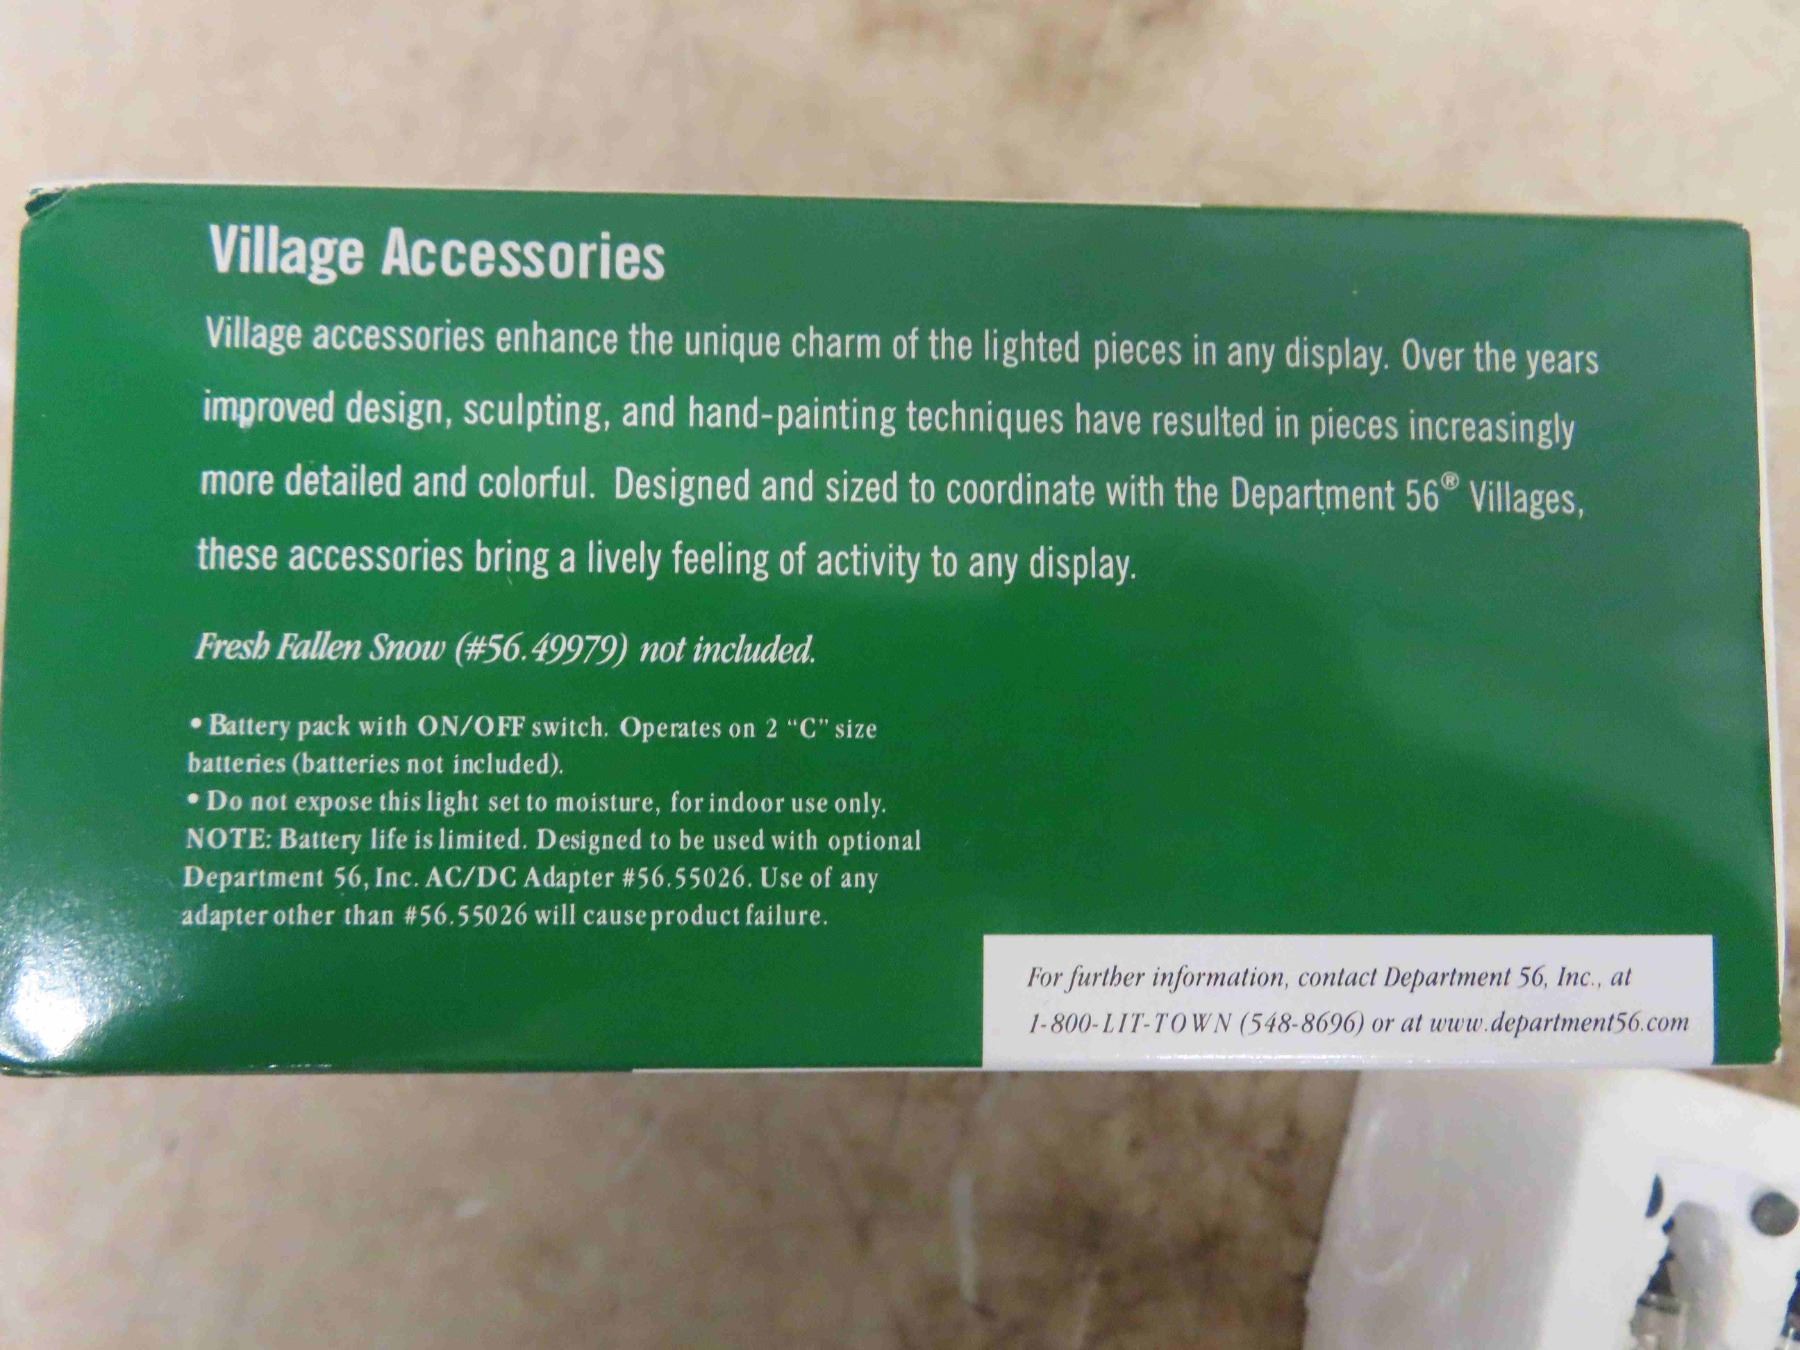 Village Accessories
Village accessories enhance the unique charm of the lighted pieces in any display. Over the years
improved design, sculpting, and hand-painting techniques have resulted in pieces increasingly
more detailed and colorful. Designed and sized to coordinate with the Department 56® Villages,
these accessories bring a lively feeling of activity to any display.
Fresh Fallen Snow (#56.49979) not included.
• Battery pack with ON/OFF switch. Operates on 2 “C” size
batteries (batteries not included).
• Do not expose this light set to moisture, for indoor use only.
NOTE: Battery life is limited. Designed to be used with optional
Department 56, Inc. AC/DC Adapter #56.55026. Use of any
adapter other than #56.55026 will cause product failure.
For further information, contact Department 56, Inc., at
1-800-LIT-TOWN (548-8696) or at www.department56.com